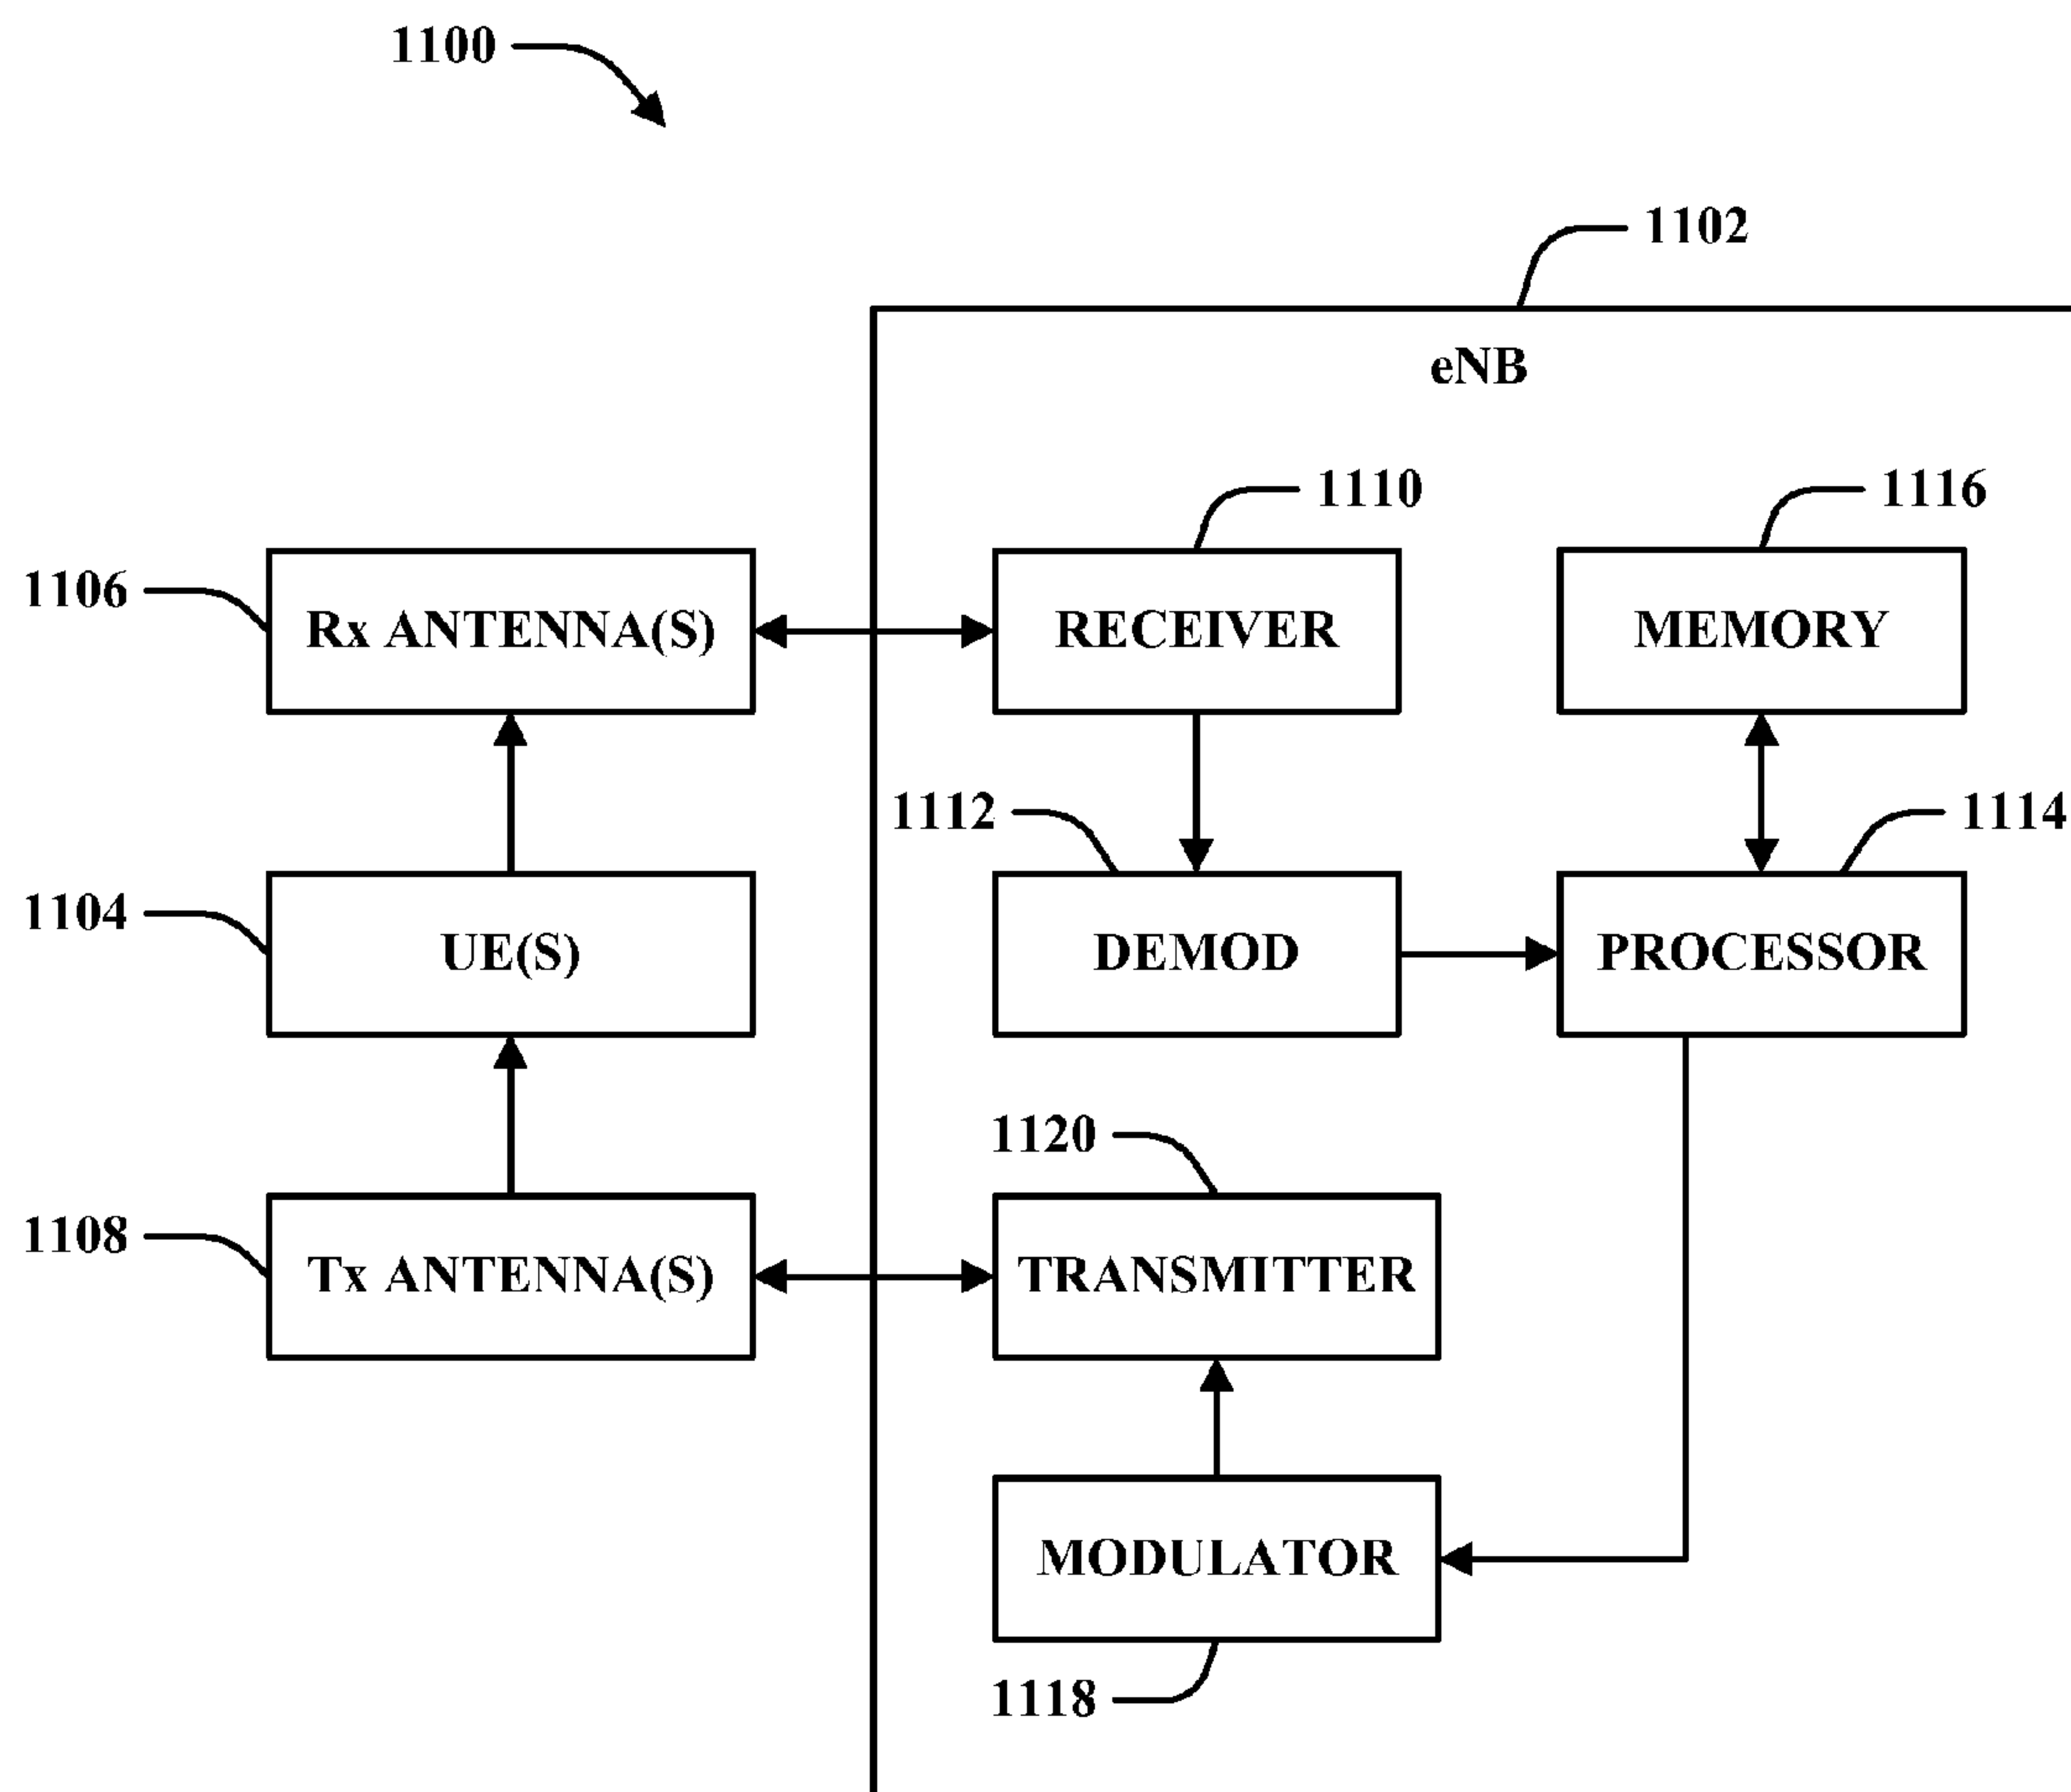 1100
1102
eNB
1110
1116
1106
Rx ANTENNA(S)
RECEIVER
MEMORY
1112
1114
1104
UE(S)
DEMOD
PROCESSOR
1120
1108
Tx ANTENNA(S)
TRANSMITTER
MODULATOR
1118